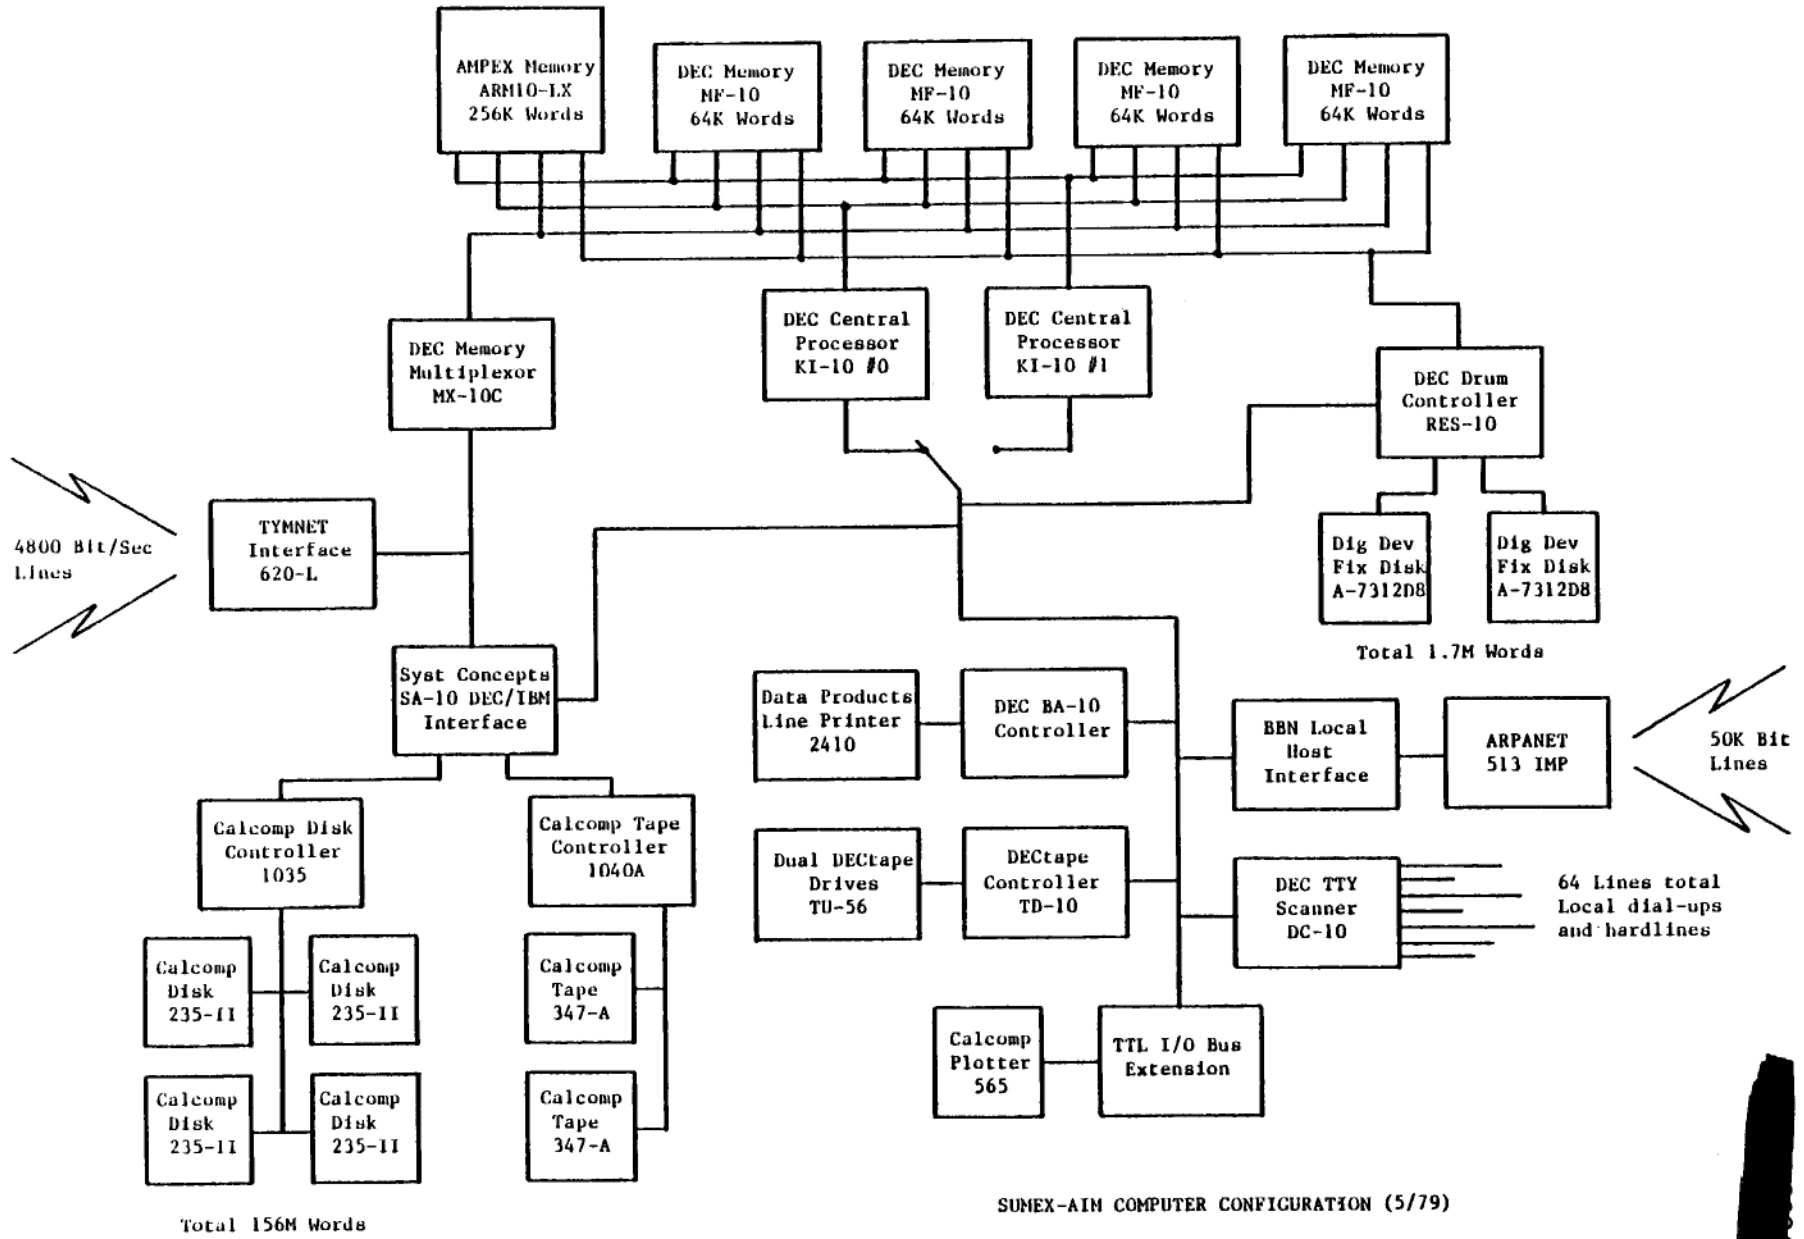 AMPEX Memory
ARM10-LX
256K Words
DEC Memory
MF-10
64K Words
DEC Memory
MF-10
64K Words
DEC Memory
MF-10
64K Words
DEC Memory
MF-10
64K Words
DEC Memory
Multiplexor
MX-10C
DEC Central
Processor
KI-10 #0
DEC Central
Processor
KI-10 #1
DEC Drum
Controller
RES-10
4800 Bit/Sec
Lines
TYMNET
Interface
620-L
Dig Dev
Fix Disk
A-7312D8
Dig Dev
Fix Disk
A-7312D8
Total 1.7M Words
Syst Concepts
SA-10 DEC/IBM
Interface
Data Products
Line Printer
2410
DEC BA-10
Controller
BBN Local
Host
Interface
ARPANET
513 IMP
50K Bit
Lines
Calcomp Disk
Controller
1035
Calcomp Tape
Controller
1040A
Dual DECtape
Drives
TU-56
DECtape
Controller
TD-10
DEC TTY
Scanner
DC-10
64 Lines total
Local dial-ups
and hardlines
Calcomp
Disk
235-II
Calcomp
Disk
235-II
Calcomp
Tape
347-A
Calcomp
Plotter
565
TTL I/O Bus
Extension
Calcomp
Disk
235-II
Calcomp
Disk
235-II
Calcomp
Tape
347-A
Total 156M Words
SUMEX-AIM COMPUTER CONFIGURATION (5/79)